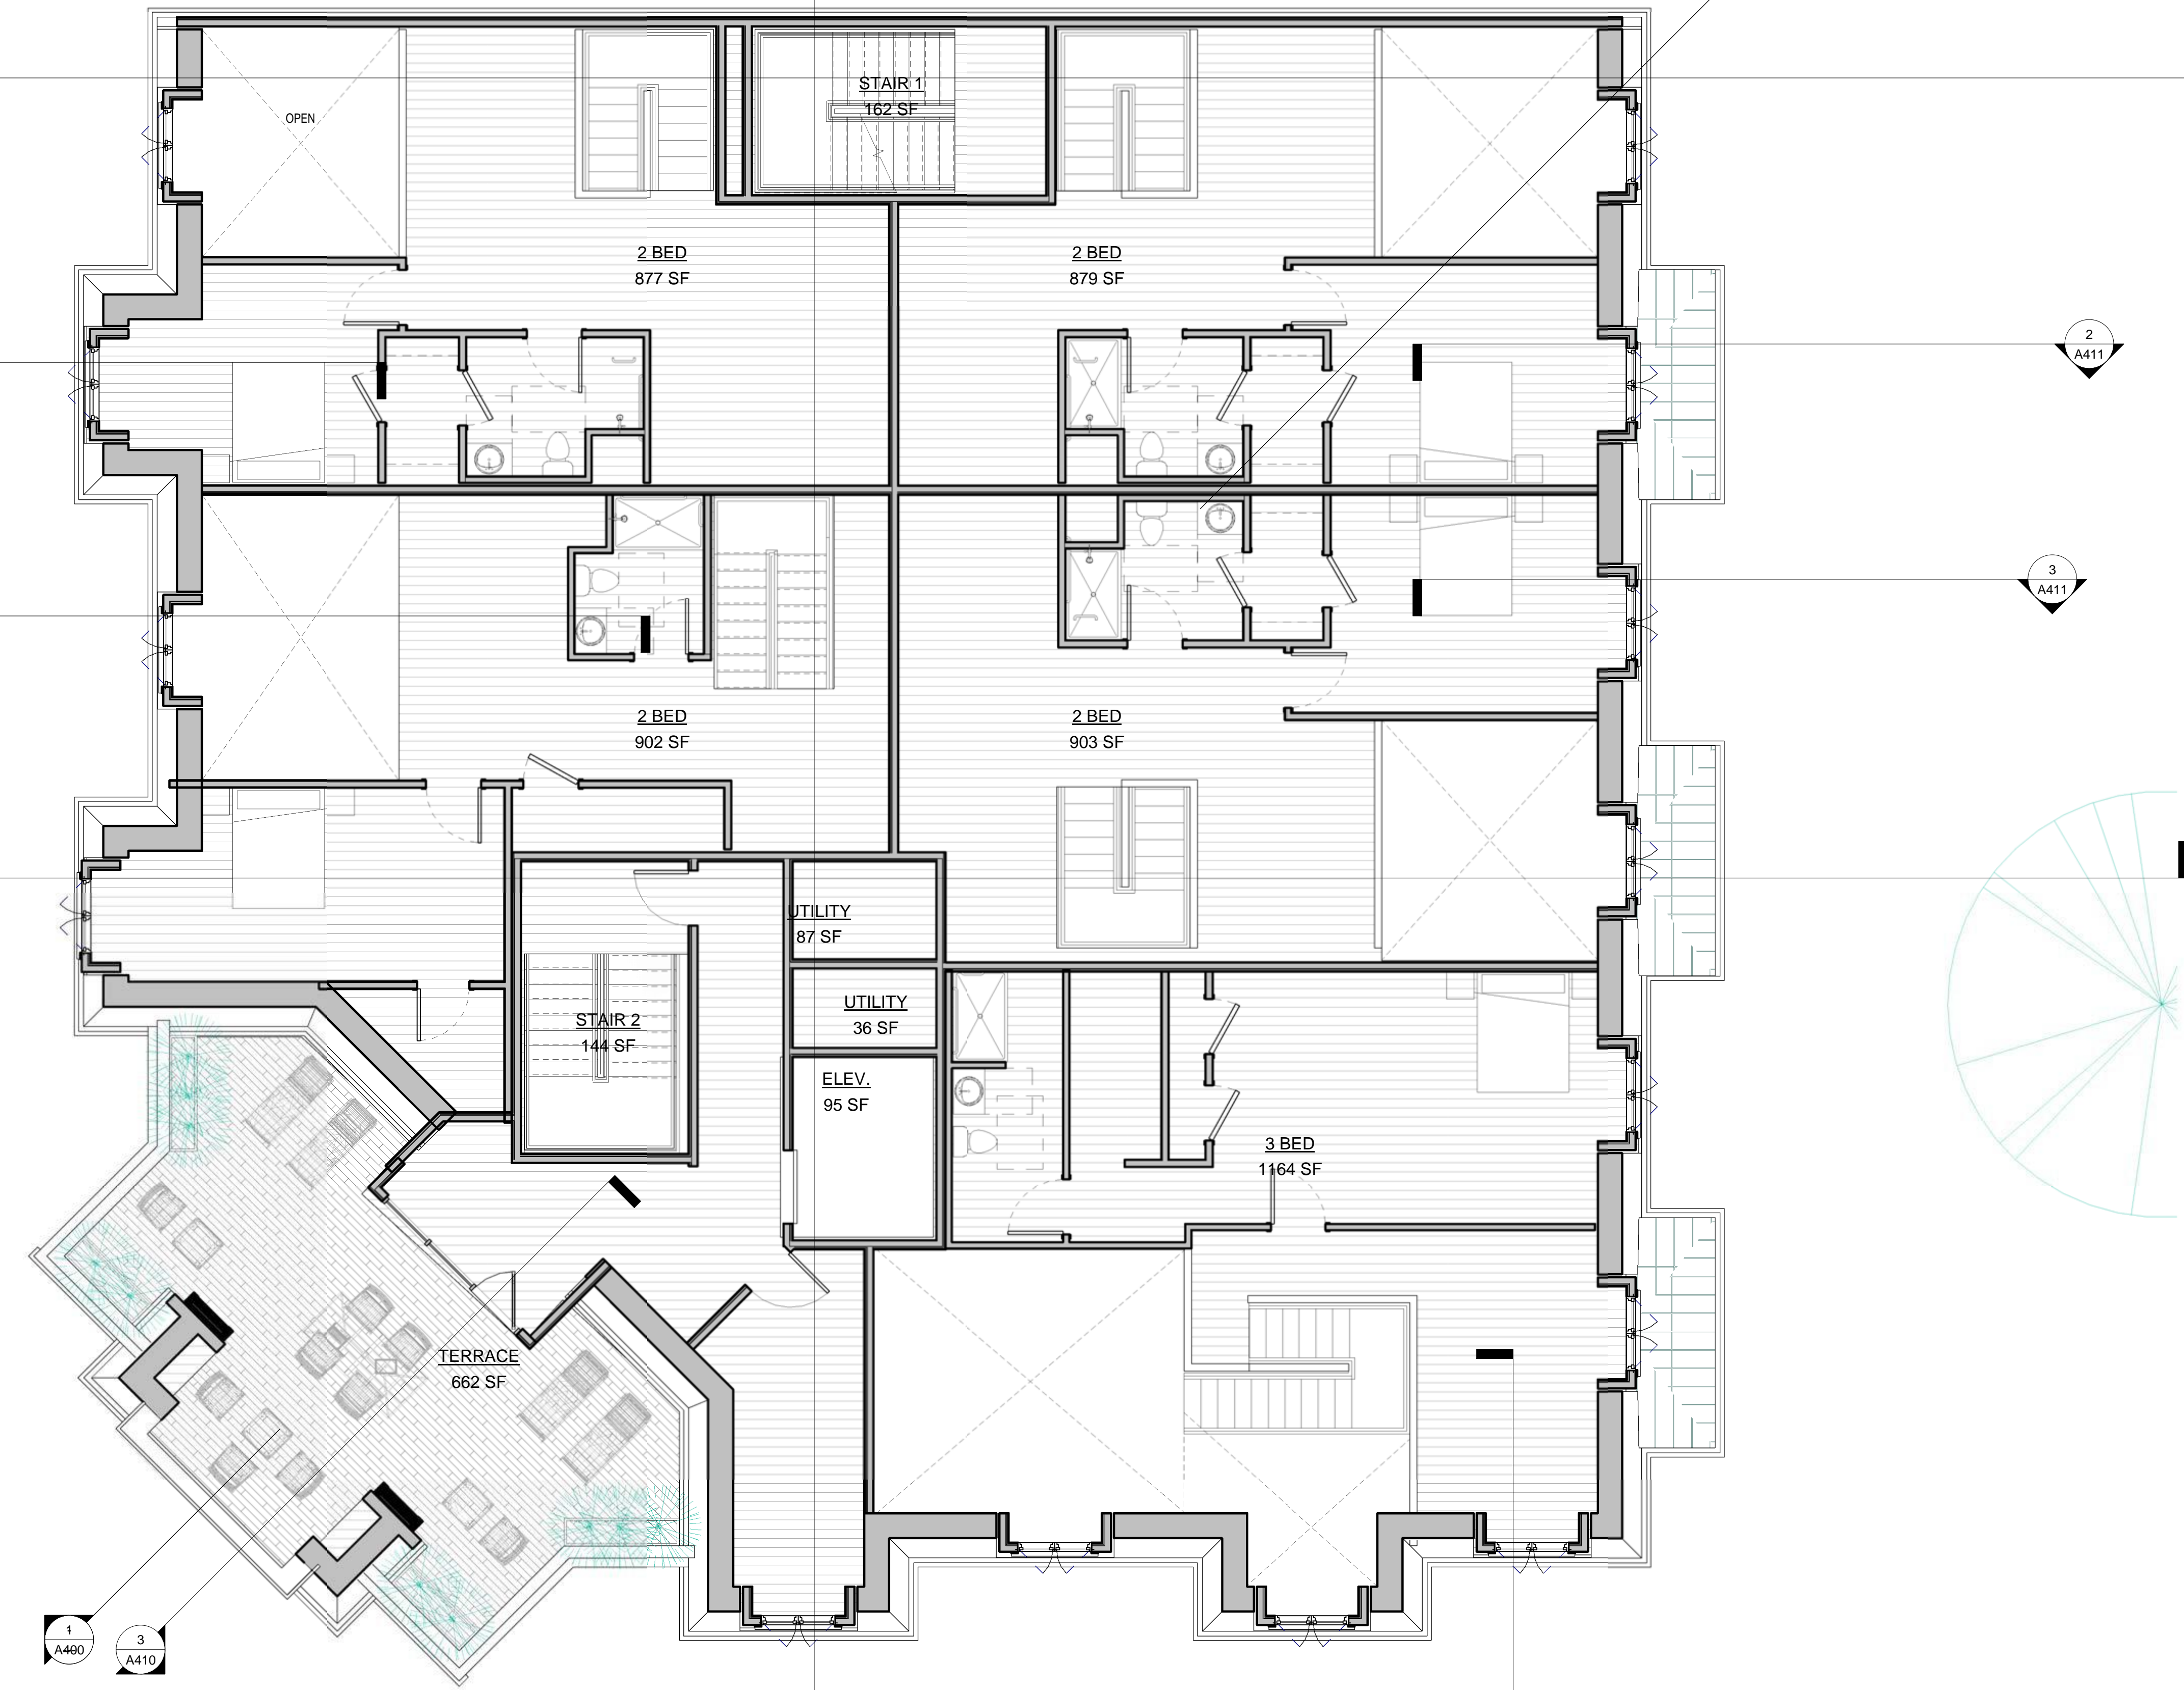 STAIR 1
162 SF
OPEN
2 BED
877 SF
2 BED
879 SF
2
A411
3
A411
2 BED
902 SF
2 BED
903 SF
UTILITY
87 SF
UTILITY
36 SF
STAIR 2
144 SF
ELEV.
95 SF
3 BED
1164 SF
TERRACE
662 SF
1
A400
3
A410